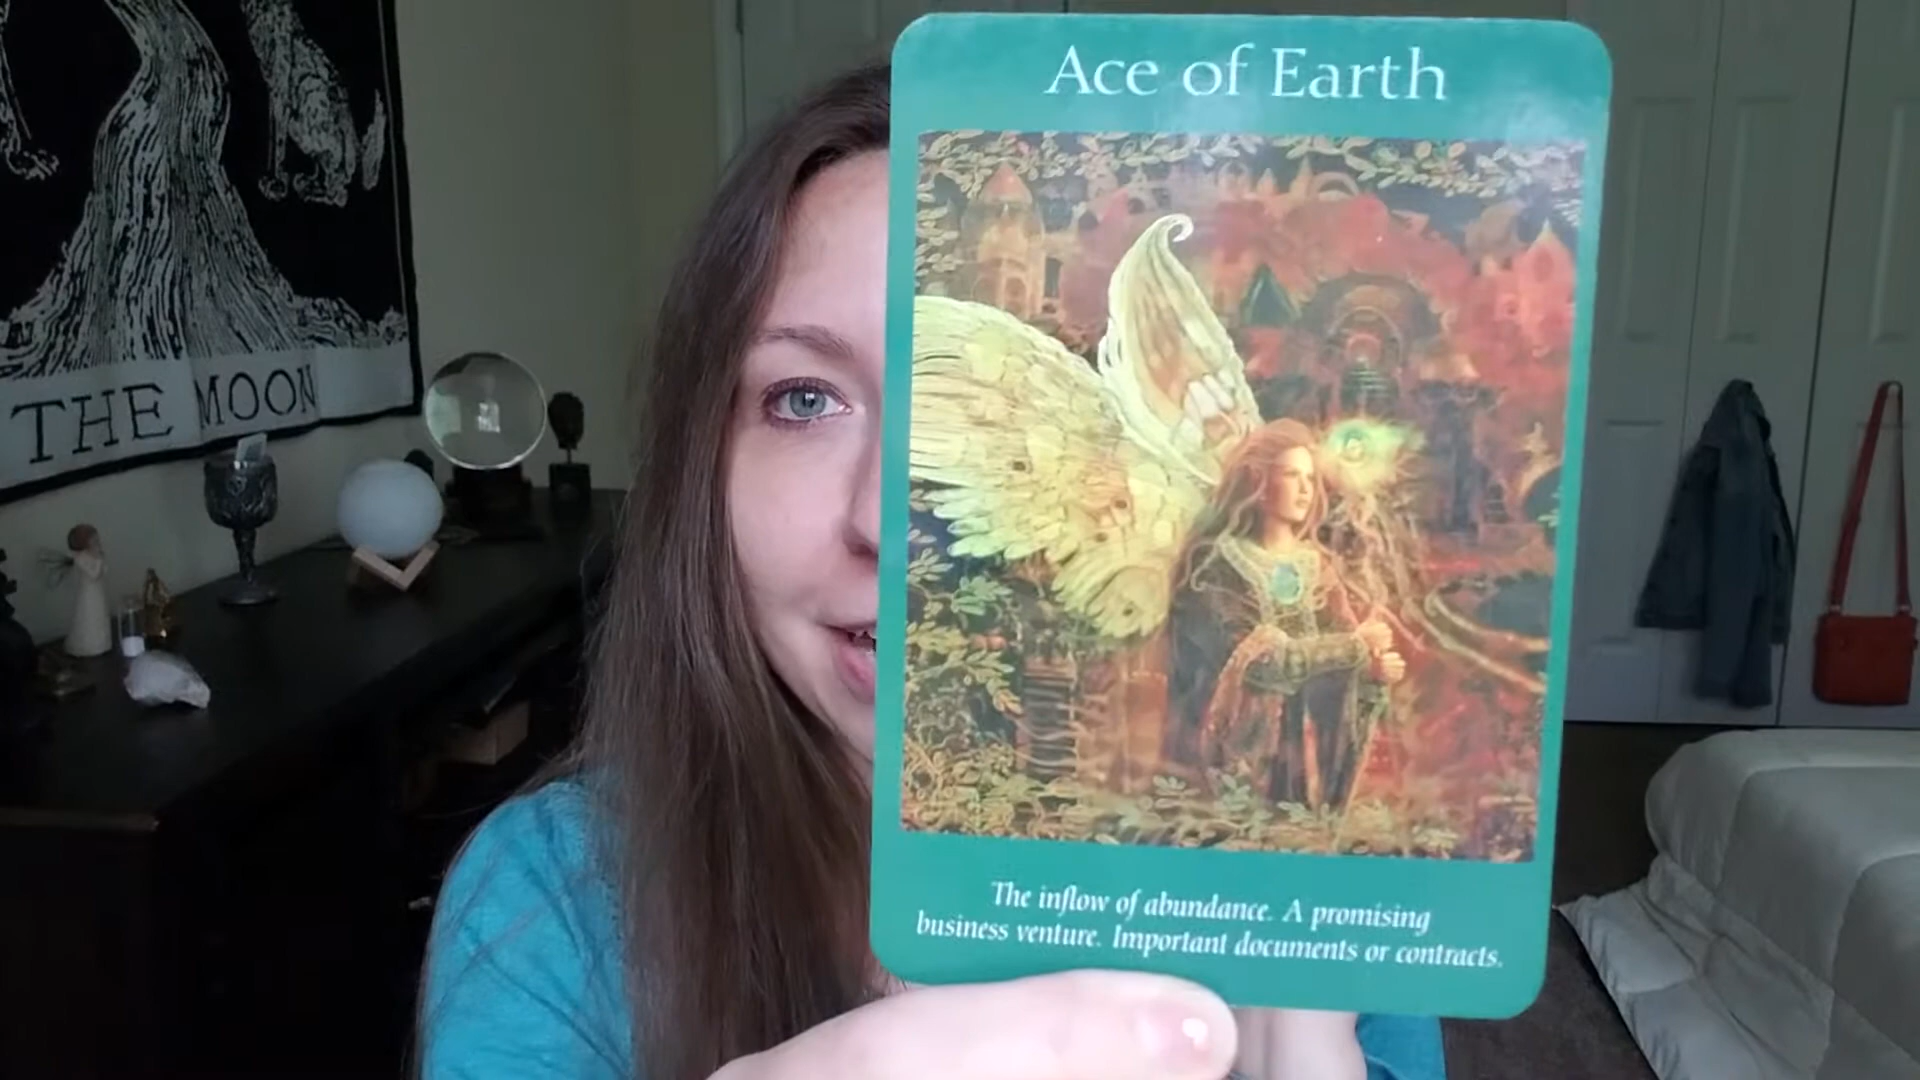 Ace of Earth
THE MOON
The inflow of abundance. A promising
business venture. Important documents or contracts.